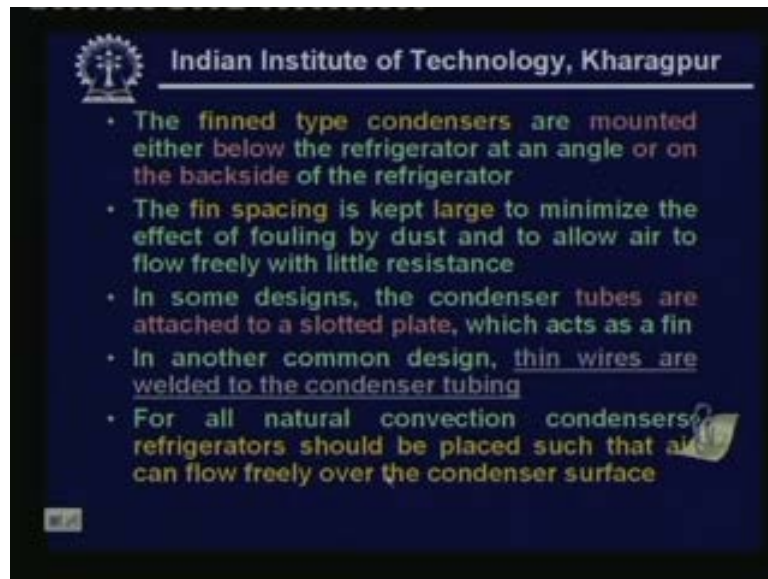 Indian Institute of Technology, Kharagpur
• The finned type condensers are mounted
either below the refrigerator at an angle or on
the backside of the refrigerator
• The fin spacing is kept large to minimize the
effect of fouling by dust and to allow air to
flow freely with little resistance
• In some designs, the condenser tubes are
attached to a slotted plate, which acts as a fin
• In another common design, thin wires are
welded to the condenser tubing
• For all natural convection condensers
refrigerators should be placed such that air
can flow freely over the condenser surface